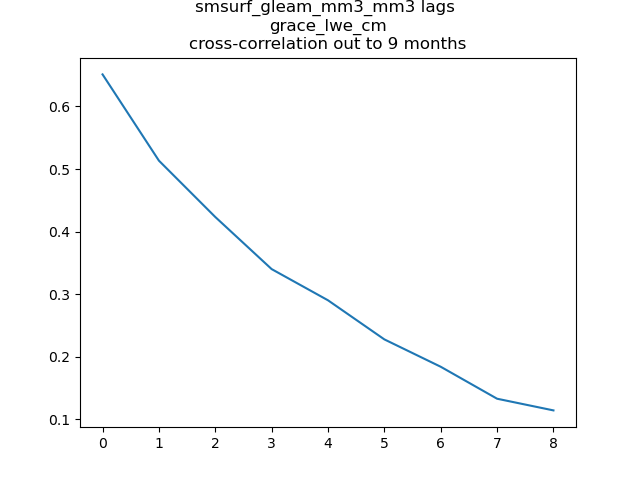 smsurf_gleam_mm3_mm3 lags
grace_lwe_cm
cross-correlation out to 9 months
0.6
0.5
0.4
0.3
0.2
0.1
0 1 2 3 4 5 6 7 8